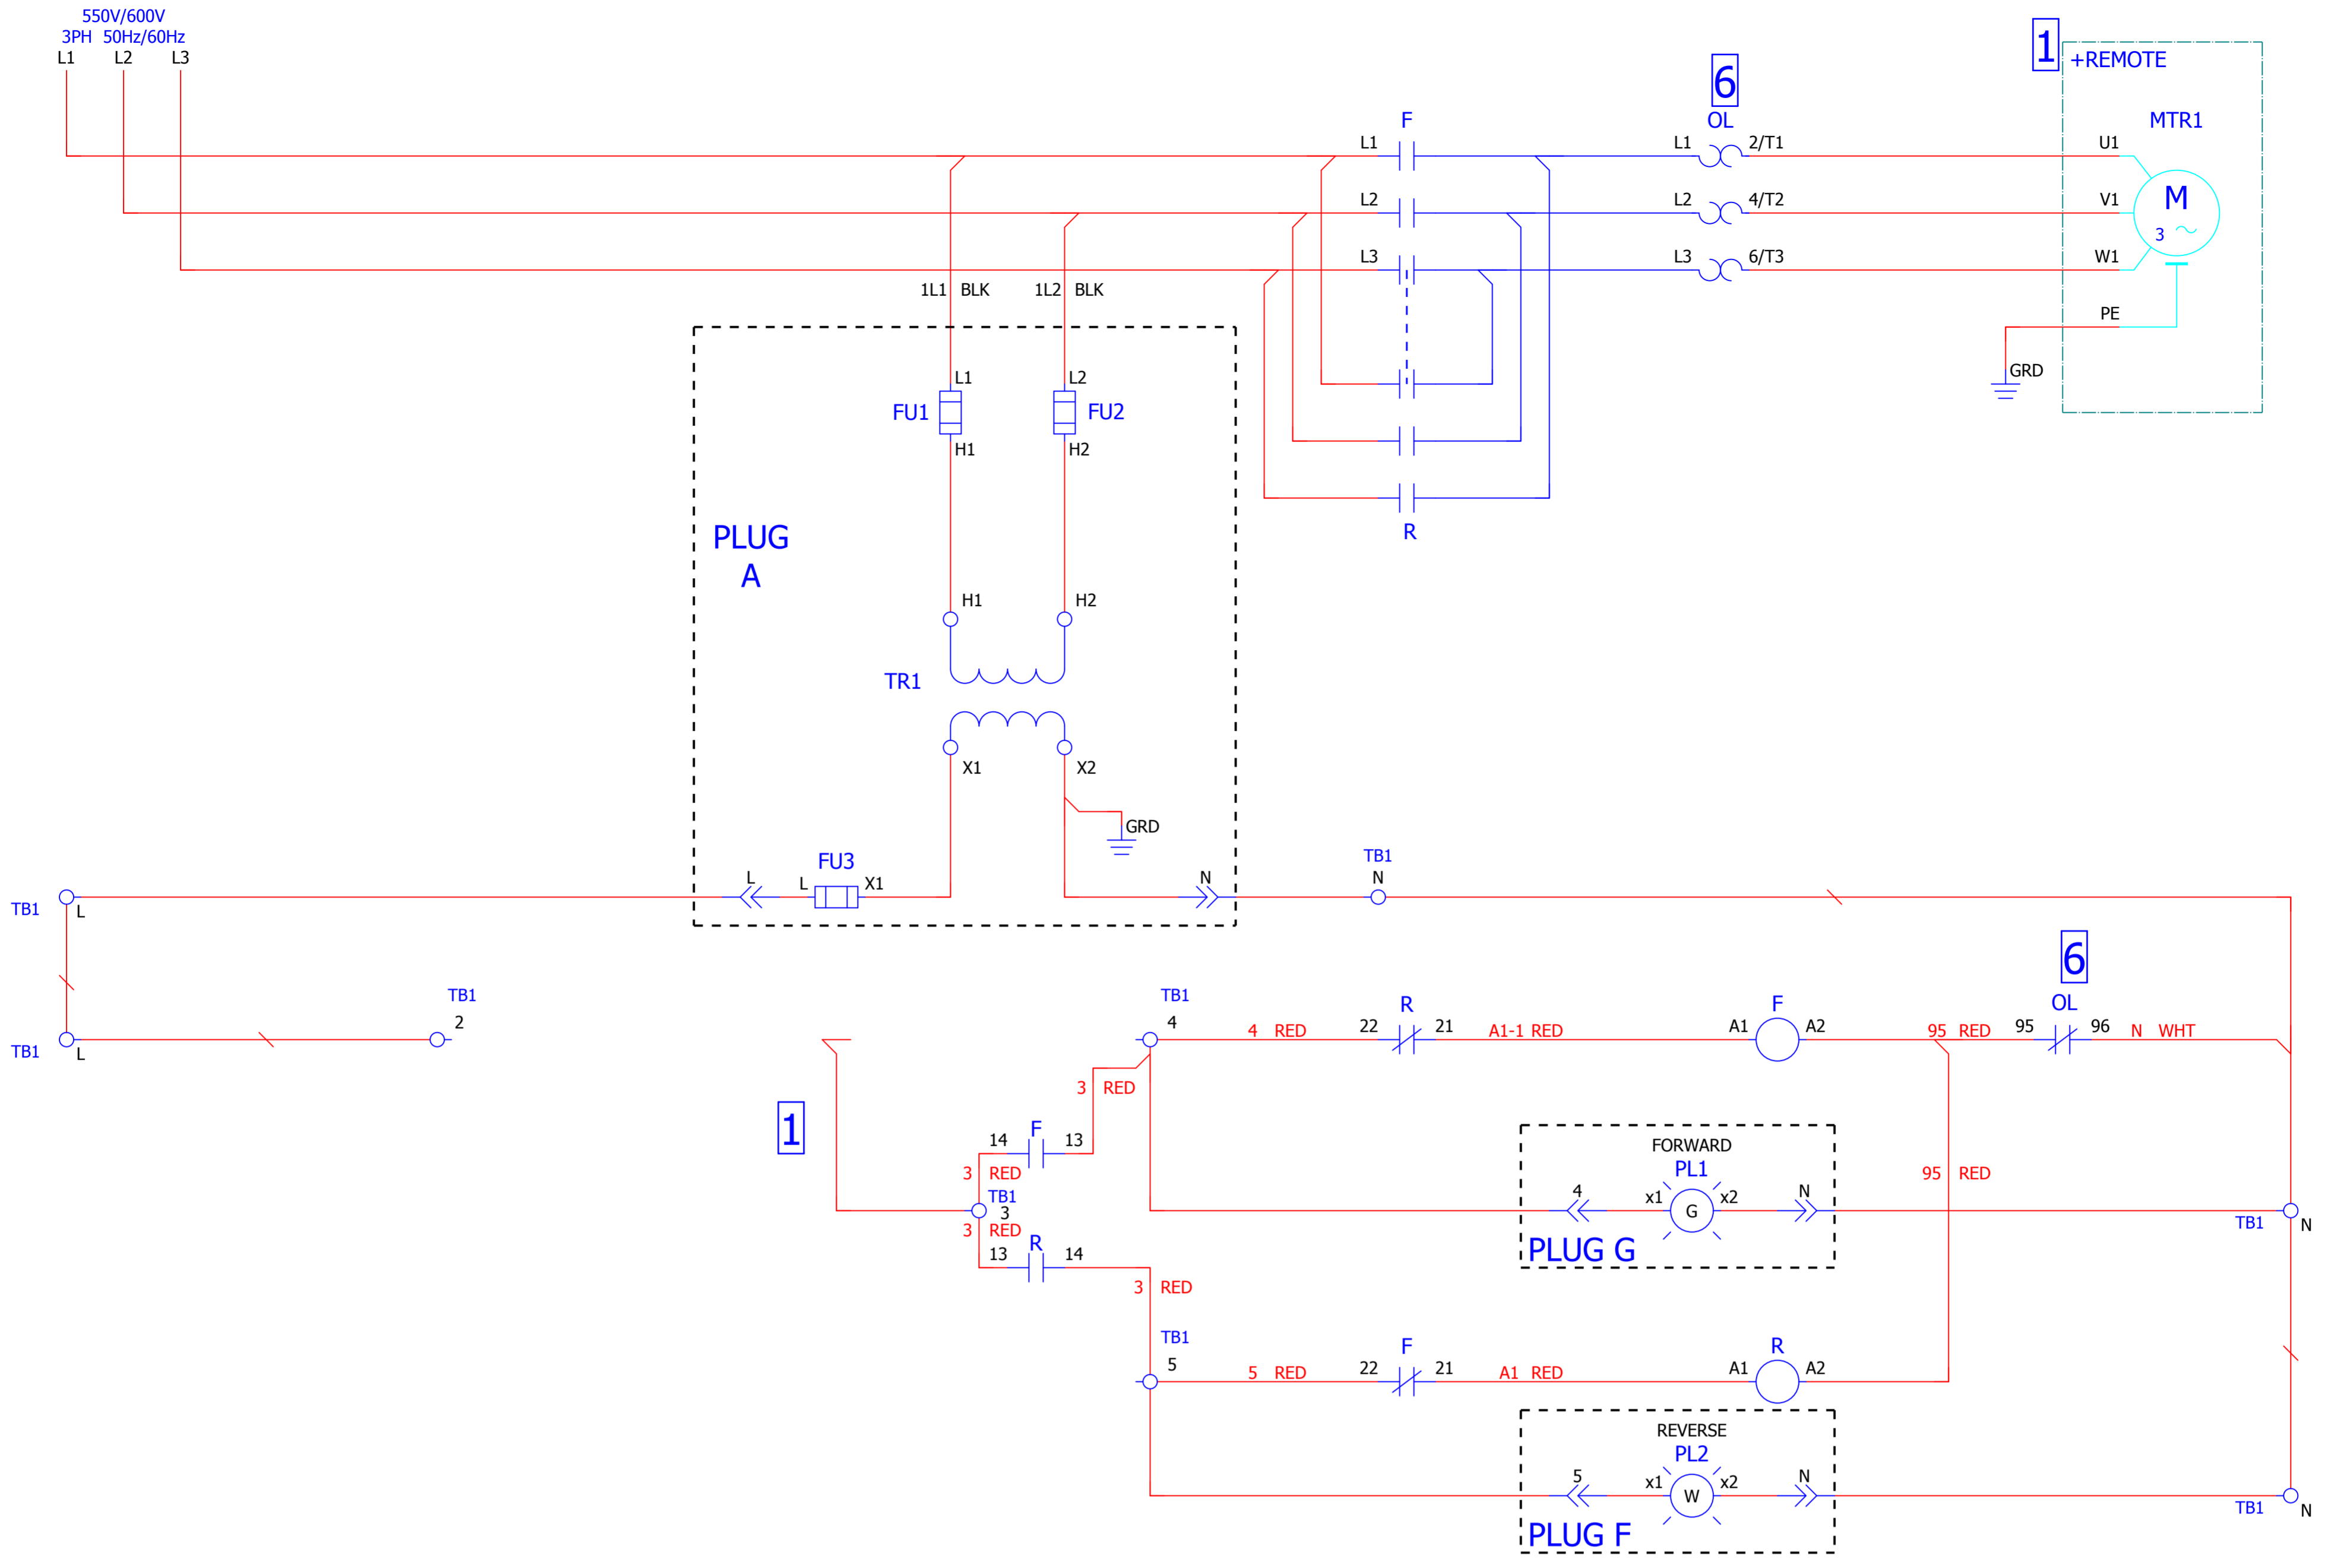 550V/600V
3PH 50Hz/60Hz
L1 L2 L3
1
+REMOTE
6
F
OL
MTR1
L1
L1
2/T1
U1
L2
L2
4/T2
V1
M
3
L3
L3
6/T3
W1
1L1 BLK
1L2 BLK
PE
GRD
L1
L2
FU1
FU2
H1
H2
R
PLUG
A
H1
H2
TR1
X1
X2
GRD
FU3
TB1
L
L
X1
N
N
TB1
L
6
TB1
2
TB1
4
R
F
OL
4 RED
22
21
A1-1 RED
A1
A2
95 RED
95
96
N WHT
TB1
L
3 RED
1
F
14
13
FORWARD
PL1
3 RED
95 RED
TB1
3
4
x1
G
x2
N
TB1
N
3 RED
R
13
14
PLUG G
3 RED
TB1
5
F
R
5 RED
22
21
A1 RED
A1
A2
REVERSE
PL2
5
x1
W
x2
N
TB1
N
PLUG F